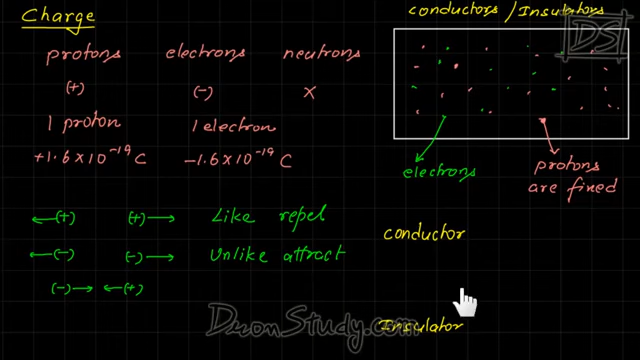 Charge
protons electrons neutrons
(+) (-) X
1 proton 1 electron
+1.6×10⁻¹⁹ C -1.6×10⁻¹⁹ C
←(+) (+)→ Like repel
←(-) (-)→ Unlike attract
(-)→ ←(+)
conductors / Insulators
DS
electrons
protons
are fixed
conductor
Insulator
DronStudy.com